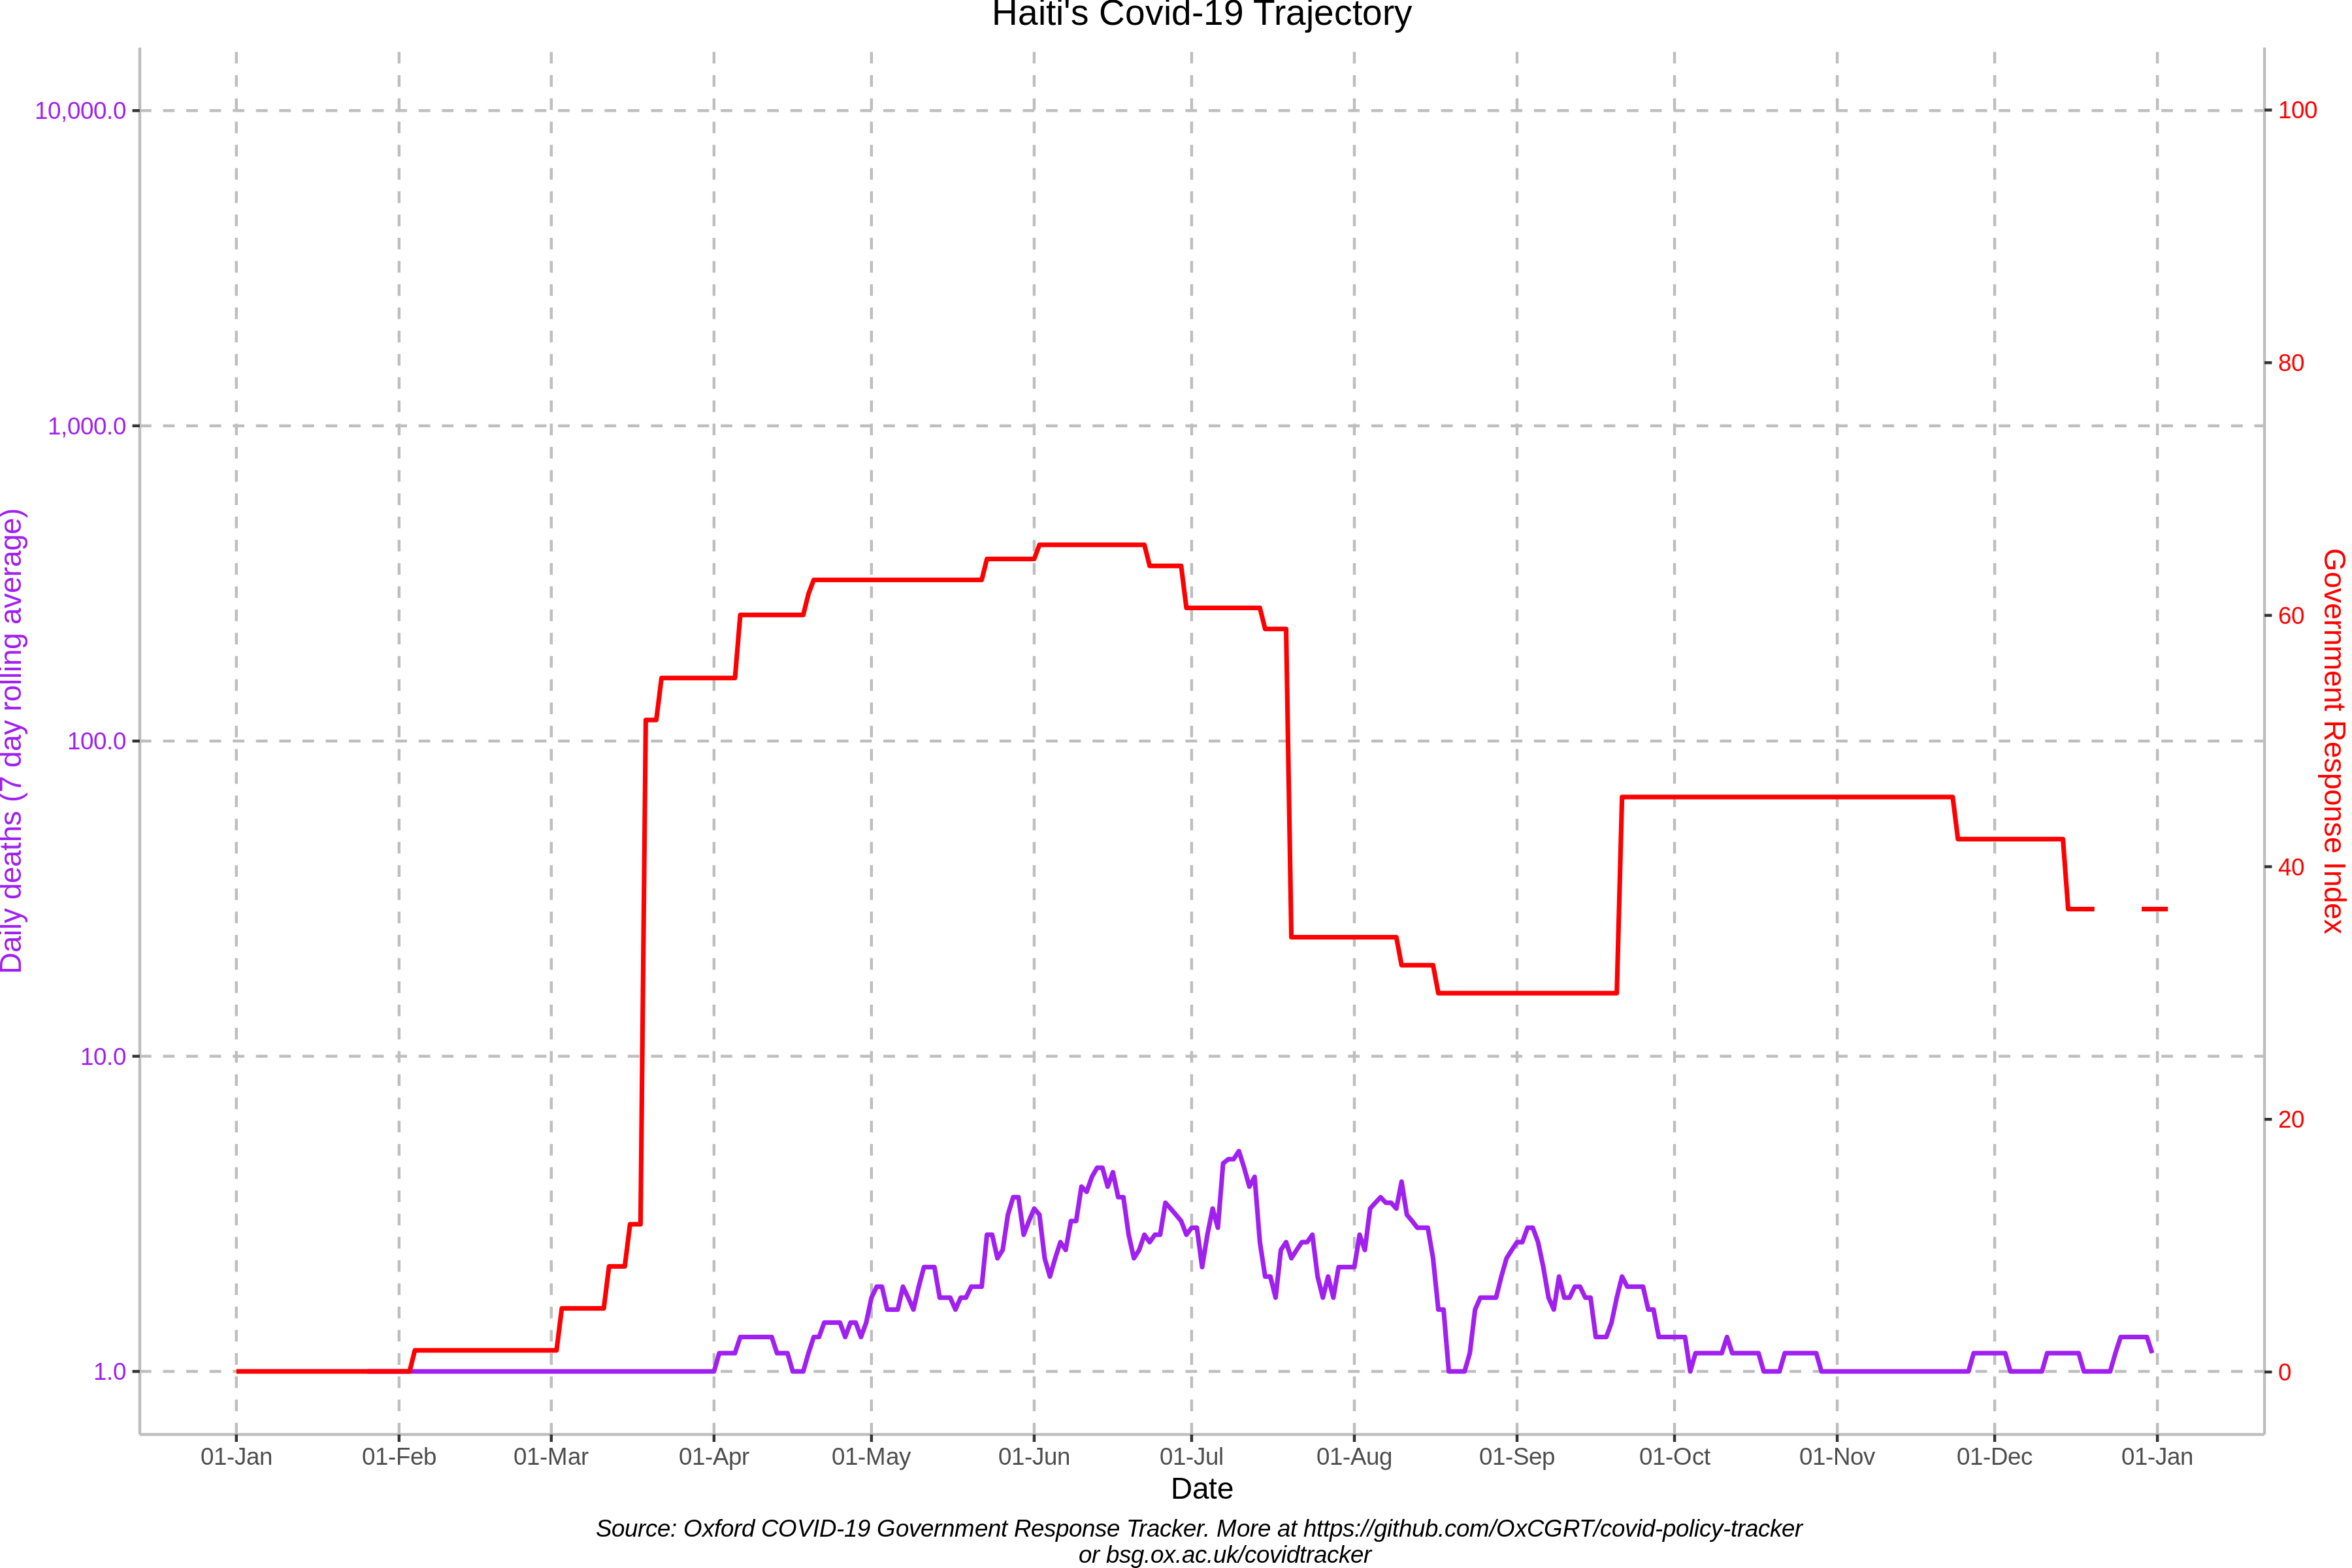 Haiti's Covid-19 Trajectory
10,000.0
1,000.0
100.0
10.0
1.0
Daily deaths (7 day rolling average)
100
80
60
40
20
0
Government Response Index
01-Jan 01-Feb 01-Mar 01-Apr 01-May 01-Jun 01-Jul 01-Aug 01-Sep 01-Oct 01-Nov 01-Dec 01-Jan
Date
Source: Oxford COVID-19 Government Response Tracker. More at https://github.com/OxCGRT/covid-policy-tracker
or bsg.ox.ac.uk/covidtracker